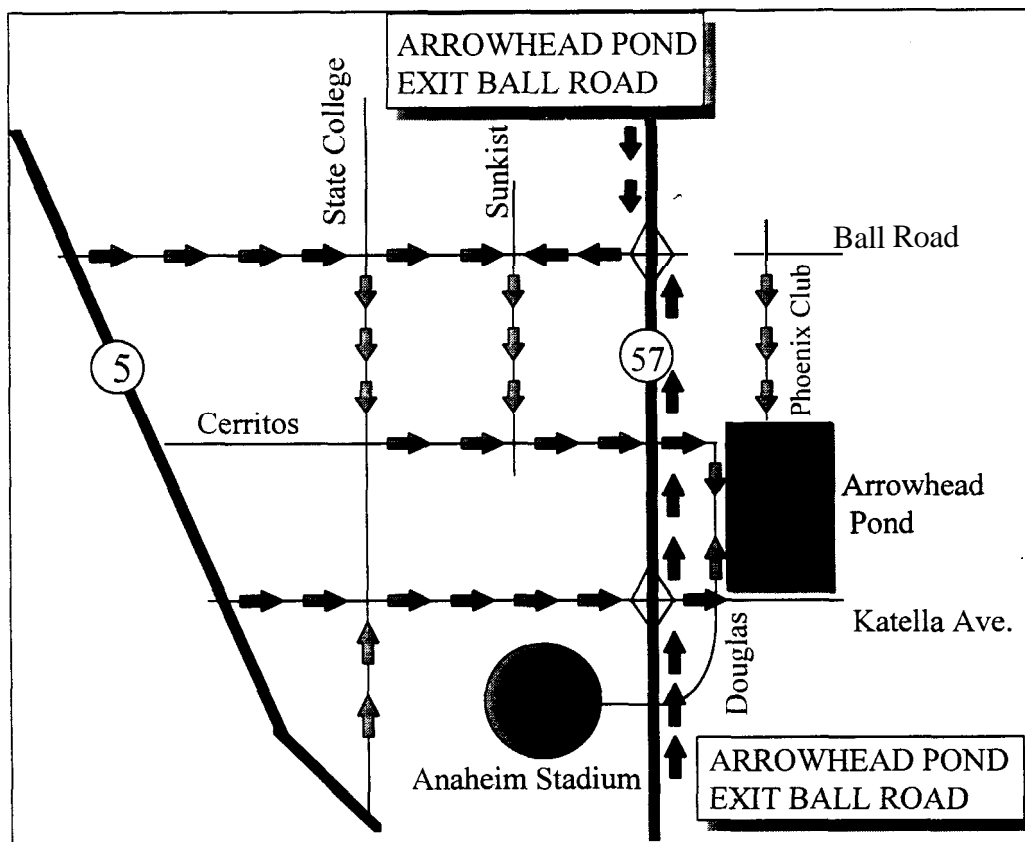 ARROWHEAD POND
EXIT BALL ROAD
State College
Sunkist
Ball Road
Phoenix Club
5
57
Cerritos
Arrowhead
Pond
Katella Ave.
Douglas
Anaheim Stadium
ARROWHEAD POND
EXIT BALL ROAD